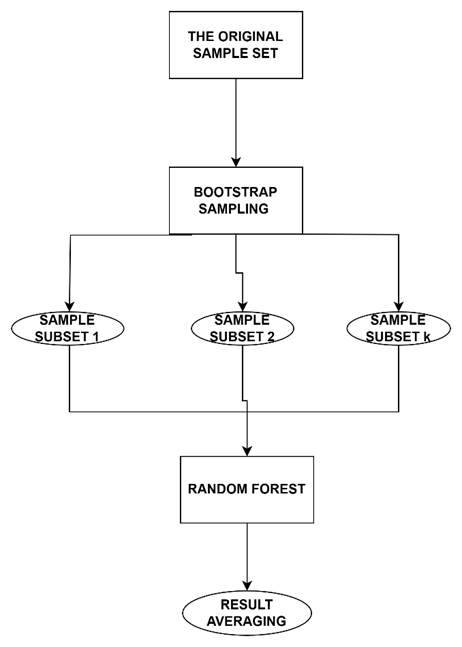 THE ORIGINAL
SAMPLE SET
BOOTSTRAP
SAMPLING
SAMPLE
SUBSET 1
SAMPLE
SUBSET 2
SAMPLE
SUBSET k
RANDOM FOREST
RESULT
AVERAGING